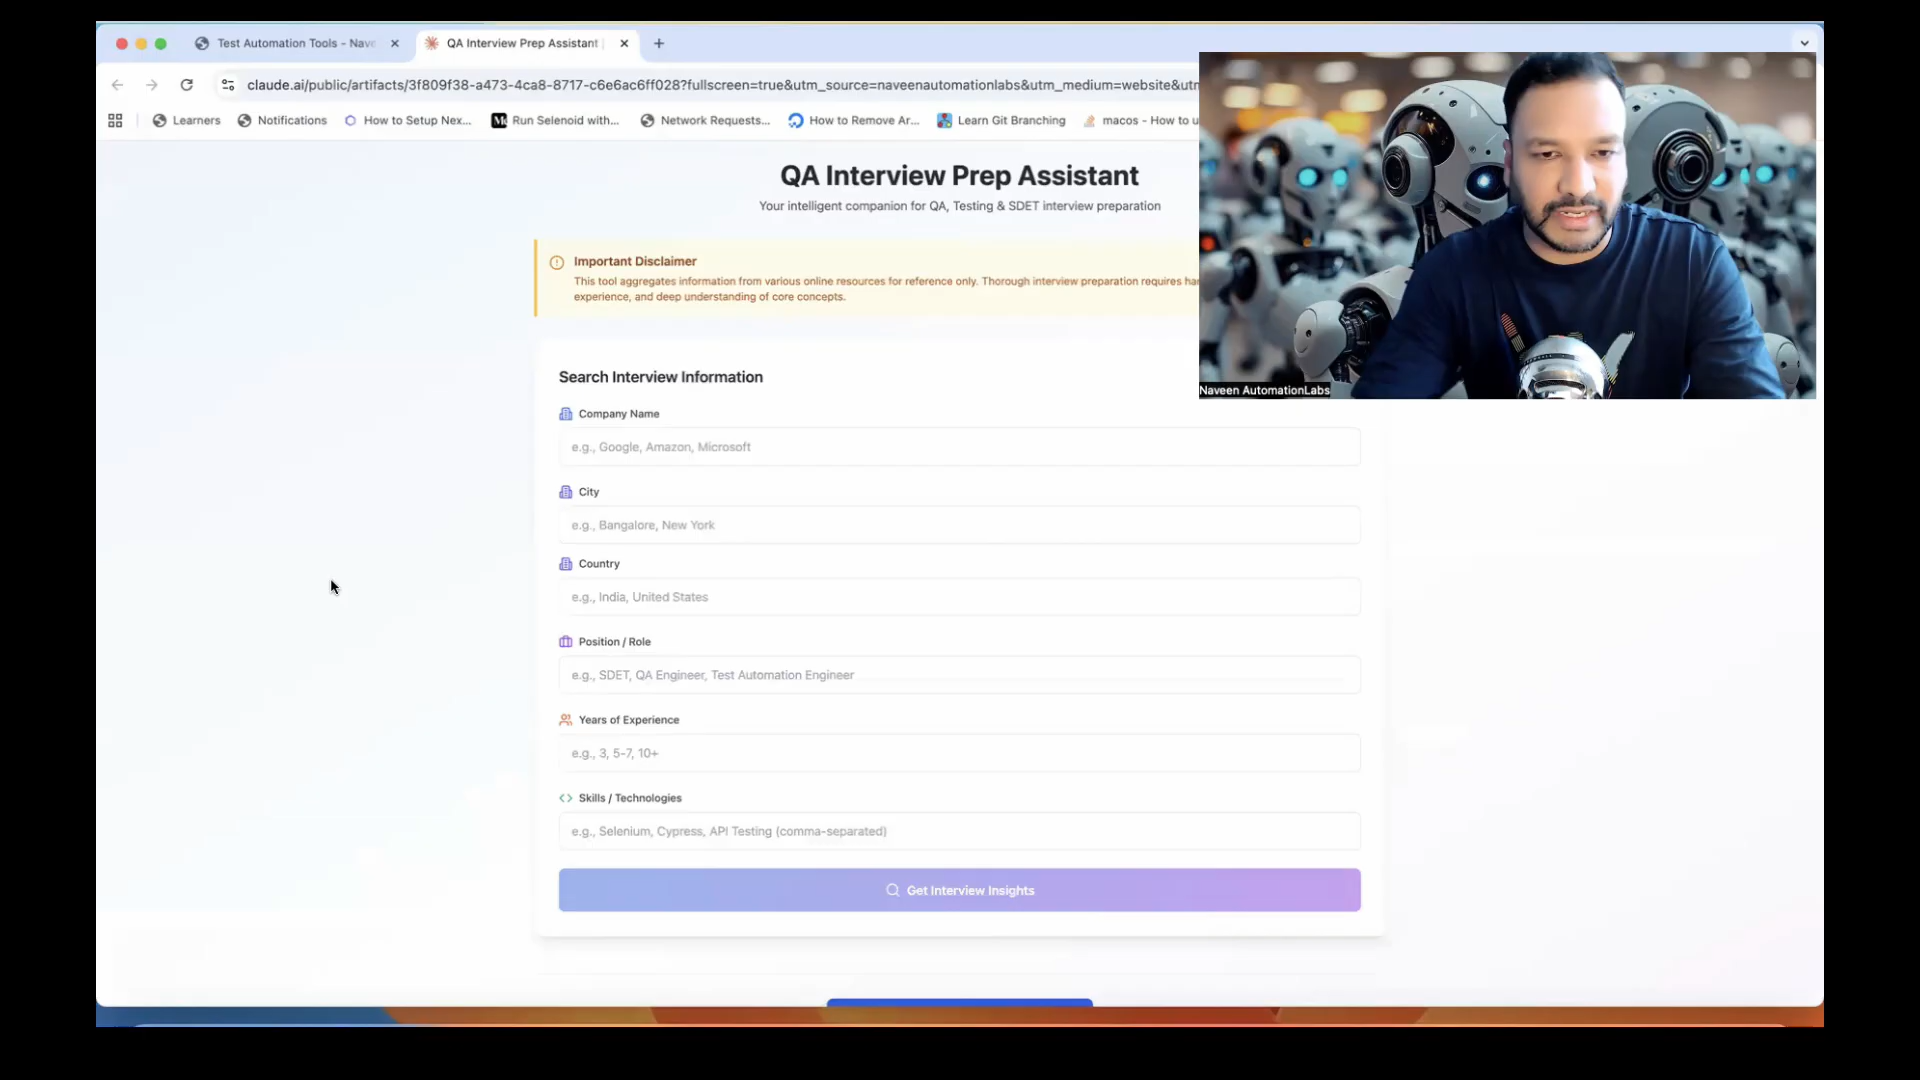 Test Automation Tools - Nave
QA Interview Prep Assistant
claude.ai/public/artifacts/3f809f38-a473-4ca8-8717-c6e6ac6ff028?fullscreen=true&utm_source=naveenautomationlabs&utm_medium=website&utm
Learners
Notifications
How to Setup Nex...
Run Selenoid with...
Network Requests...
How to Remove Ar...
Learn Git Branching
macos - How to u
QA Interview Prep Assistant
Your intelligent companion for QA, Testing & SDET interview preparation
Important Disclaimer
This tool aggregates information from various online resources for reference only. Thorough interview preparation requires han
experience, and deep understanding of core concepts.
Naveen AutomationLabs
Search Interview Information
Company Name
e.g., Google, Amazon, Microsoft
City
e.g., Bangalore, New York
Country
e.g., India, United States
Position / Role
e.g., SDET, QA Engineer, Test Automation Engineer
Years of Experience
e.g., 3, 5-7, 10+
Skills / Technologies
e.g., Selenium, Cypress, API Testing (comma-separated)
Get Interview Insights